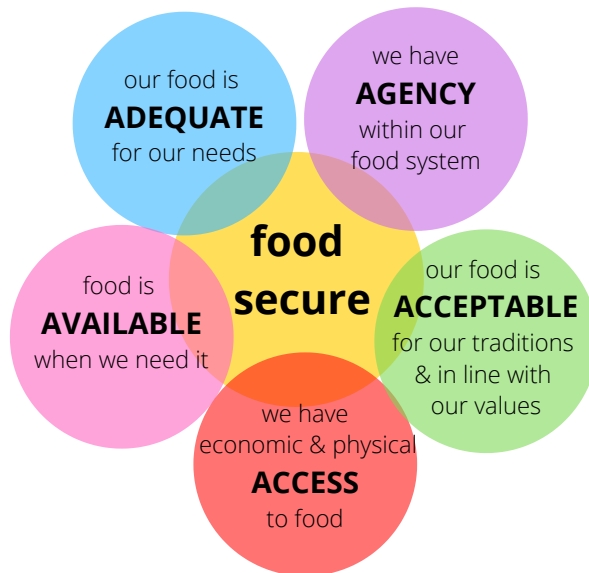 our food is
ADEQUATE
for our needs
we have
AGENCY
within our
food system
food
secure
food is
AVAILABLE
when we need it
our food is
ACCEPTABLE
for our traditions
& in line with
our values
we have
economic & physical
ACCESS
to food